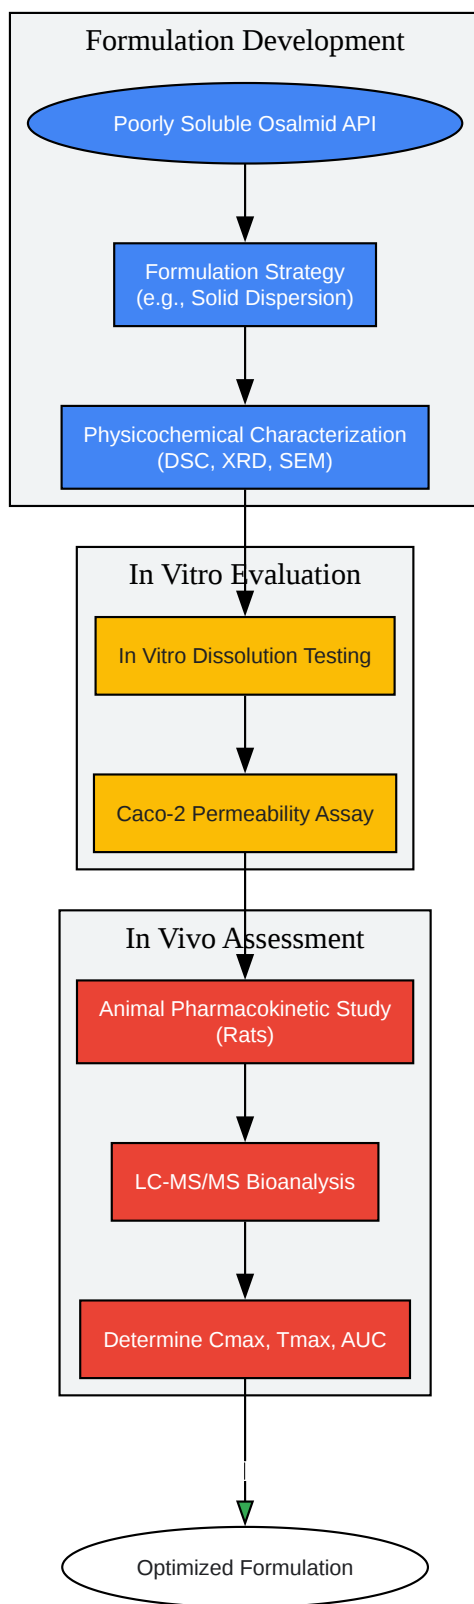 Formulation Development
Poorly Soluble Osalmid API
Formulation Strategy
(e.g., Solid Dispersion)
Physicochemical Characterization
(DSC, XRD, SEM)
In Vitro Evaluation
In Vitro Dissolution Testing
Caco-2 Permeability Assay
In Vivo Assessment
Animal Pharmacokinetic Study
(Rats)
LC-MS/MS Bioanalysis
Determine Cmax, Tmax, AUC
Optimized Formulation